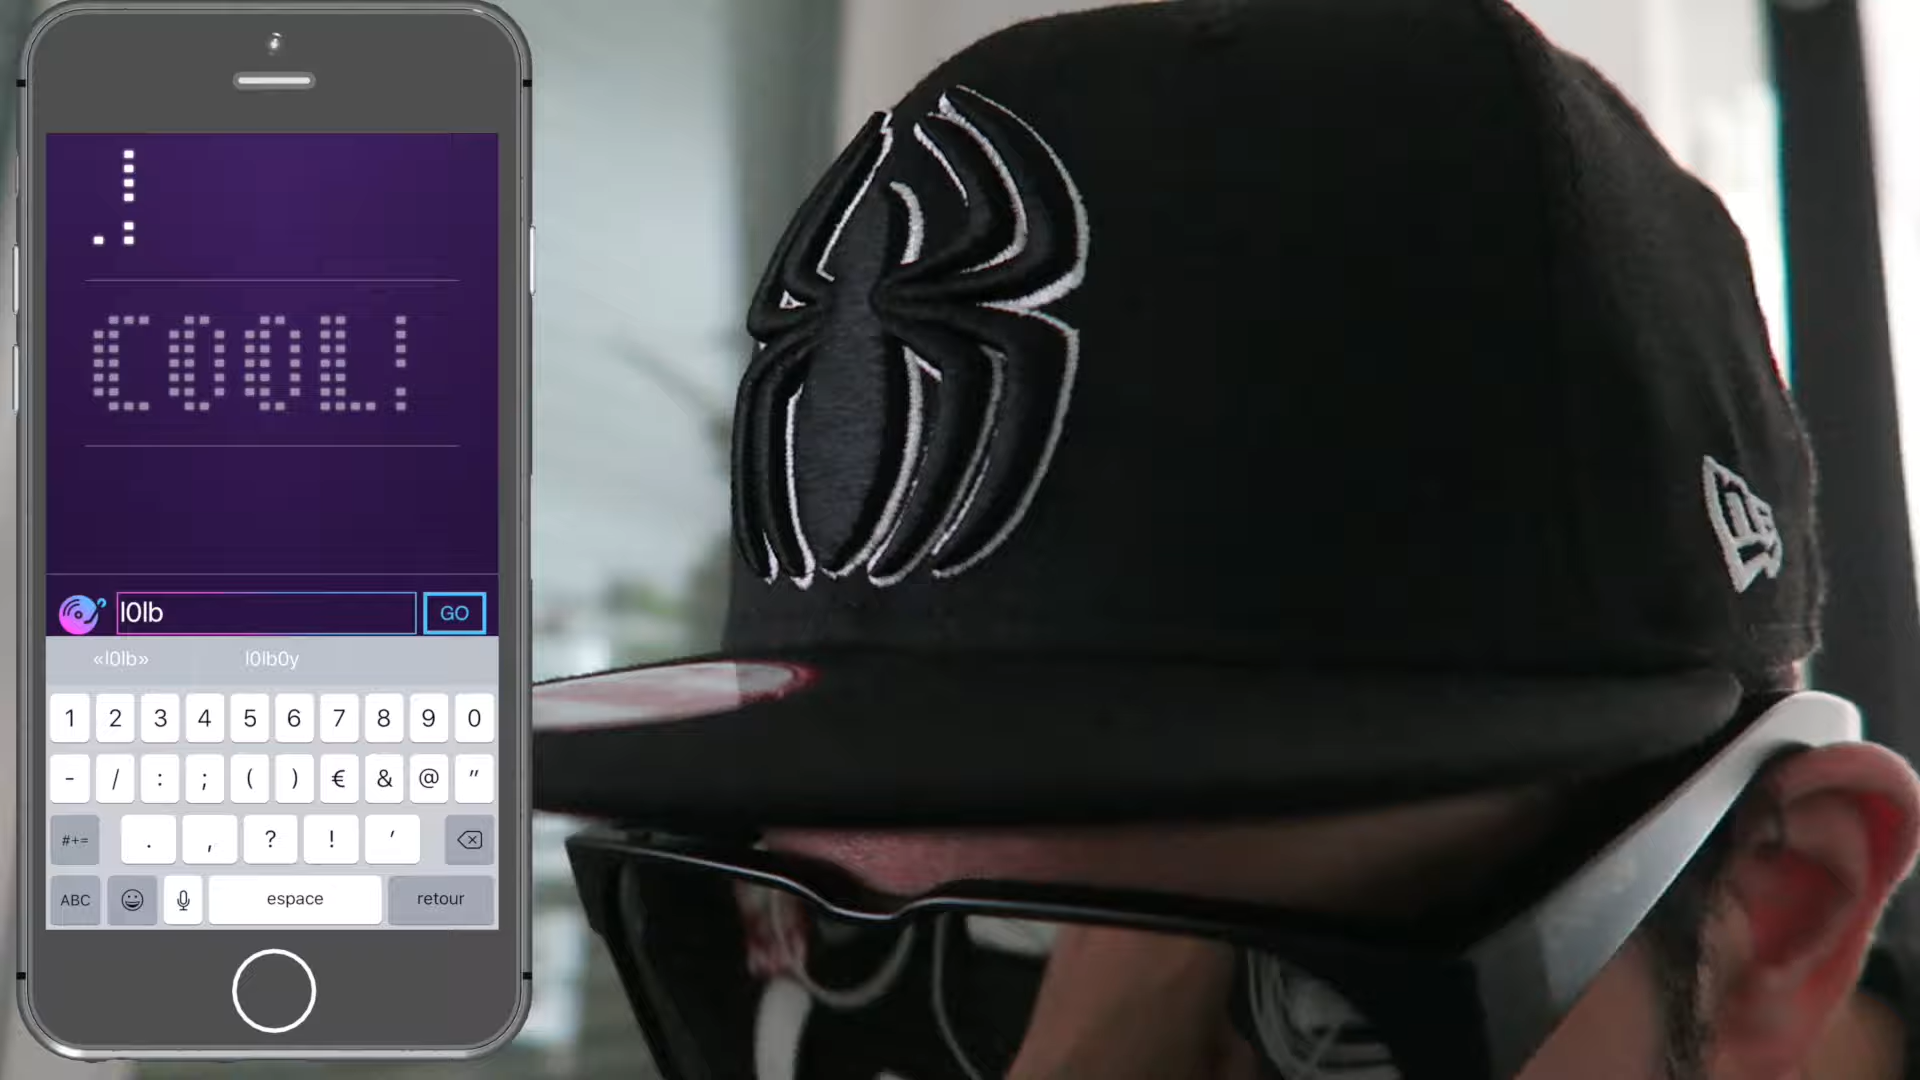 .!
COOL!
l0lb GO
«l0lb» l0lb0y
1 2 3 4 5 6 7 8 9 0
- / : ; ( ) € & @ "
#+= . , ? ! '
ABC espace retour